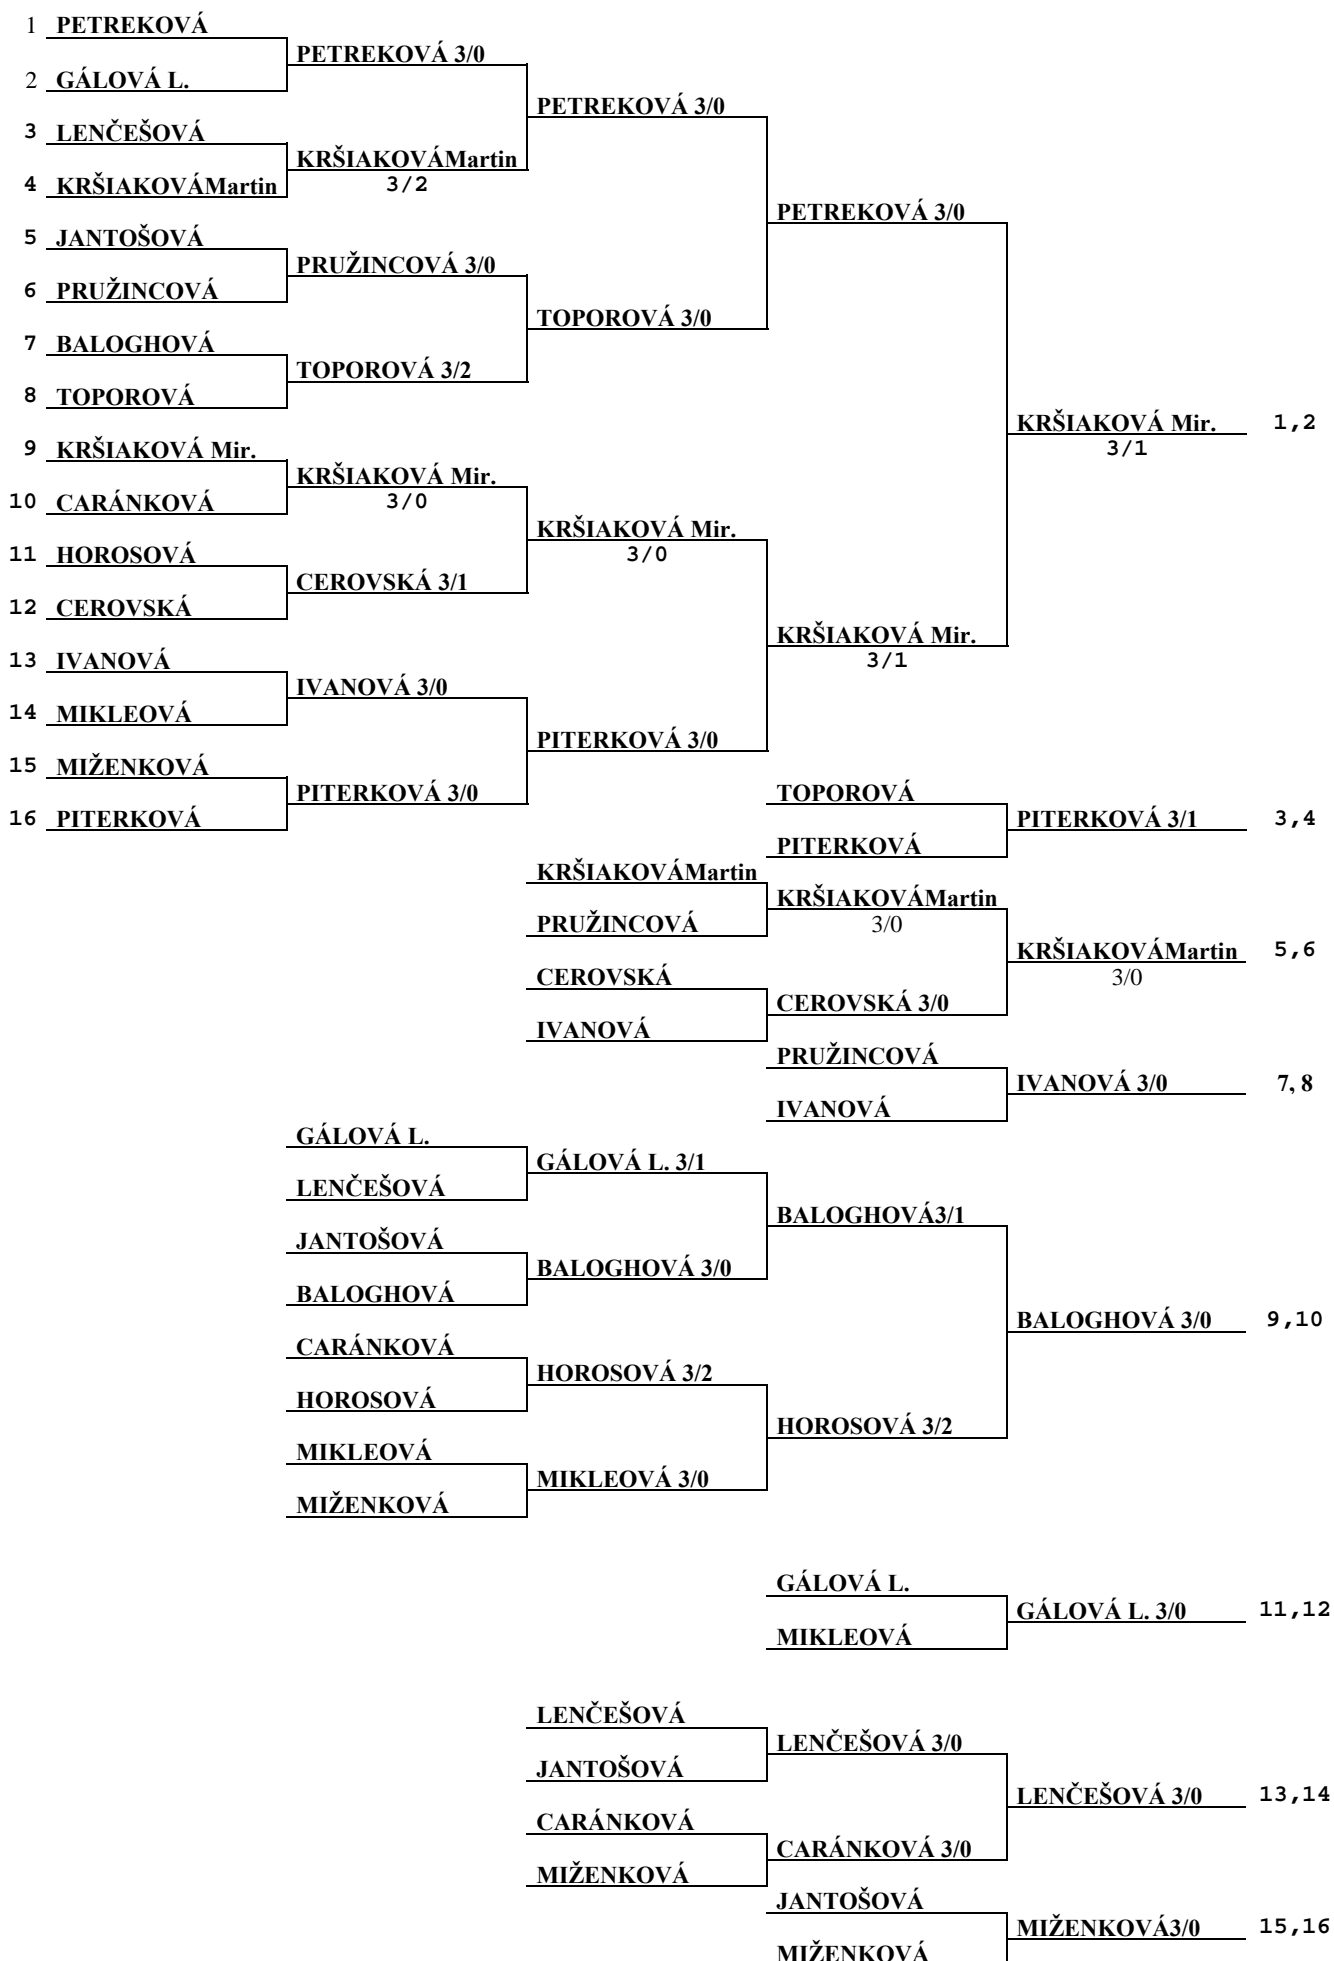 1 PETREKOVÁ
PETREKOVÁ 3/0
2 GÁLOVÁ L.
PETREKOVÁ 3/0
3 LENČEŠOVÁ
KRŠIAKOVÁMartin
4 KRŠIAKOVÁMartin 3/2
PETREKOVÁ 3/0
5 JANTOŠOVÁ
PRUŽINCOVÁ 3/0
6 PRUŽINCOVÁ
TOPOROVÁ 3/0
7 BALOGHOVÁ
TOPOROVÁ 3/2
8 TOPOROVÁ
KRŠIAKOVÁ Mir. 1,2
9 KRŠIAKOVÁ Mir. 3/1
KRŠIAKOVÁ Mir.
10 CARÁNKOVÁ 3/0
KRŠIAKOVÁ Mir.
11 HOROSOVÁ 3/0
CEROVSKÁ 3/1
12 CEROVSKÁ
KRŠIAKOVÁ Mir.
13 IVANOVÁ 3/1
IVANOVÁ 3/0
14 MIKLEOVÁ
PITERKOVÁ 3/0
15 MIŽENKOVÁ
PITERKOVÁ 3/0 TOPOROVÁ
16 PITERKOVÁ PITERKOVÁ 3/1 3,4
PITERKOVÁ
KRŠIAKOVÁMartin
KRŠIAKOVÁMartin
PRUŽINCOVÁ 3/0
KRŠIAKOVÁMartin 5,6
CEROVSKÁ 3/0
CEROVSKÁ 3/0
IVANOVÁ
PRUŽINCOVÁ
IVANOVÁ 3/0 7, 8
IVANOVÁ
GÁLOVÁ L.
GÁLOVÁ L. 3/1
LENČEŠOVÁ
BALOGHOVÁ3/1
JANTOŠOVÁ
BALOGHOVÁ 3/0
BALOGHOVÁ
BALOGHOVÁ 3/0 9,10
CARÁNKOVÁ
HOROSOVÁ 3/2
HOROSOVÁ
HOROSOVÁ 3/2
MIKLEOVÁ
MIKLEOVÁ 3/0
MIŽENKOVÁ
GÁLOVÁ L.
GÁLOVÁ L. 3/0 11,12
MIKLEOVÁ
LENČEŠOVÁ
LENČEŠOVÁ 3/0
JANTOŠOVÁ
LENČEŠOVÁ 3/0 13,14
CARÁNKOVÁ
CARÁNKOVÁ 3/0
MIŽENKOVÁ
JANTOŠOVÁ
MIŽENKOVÁ3/0 15,16
MIŽENKOVÁ